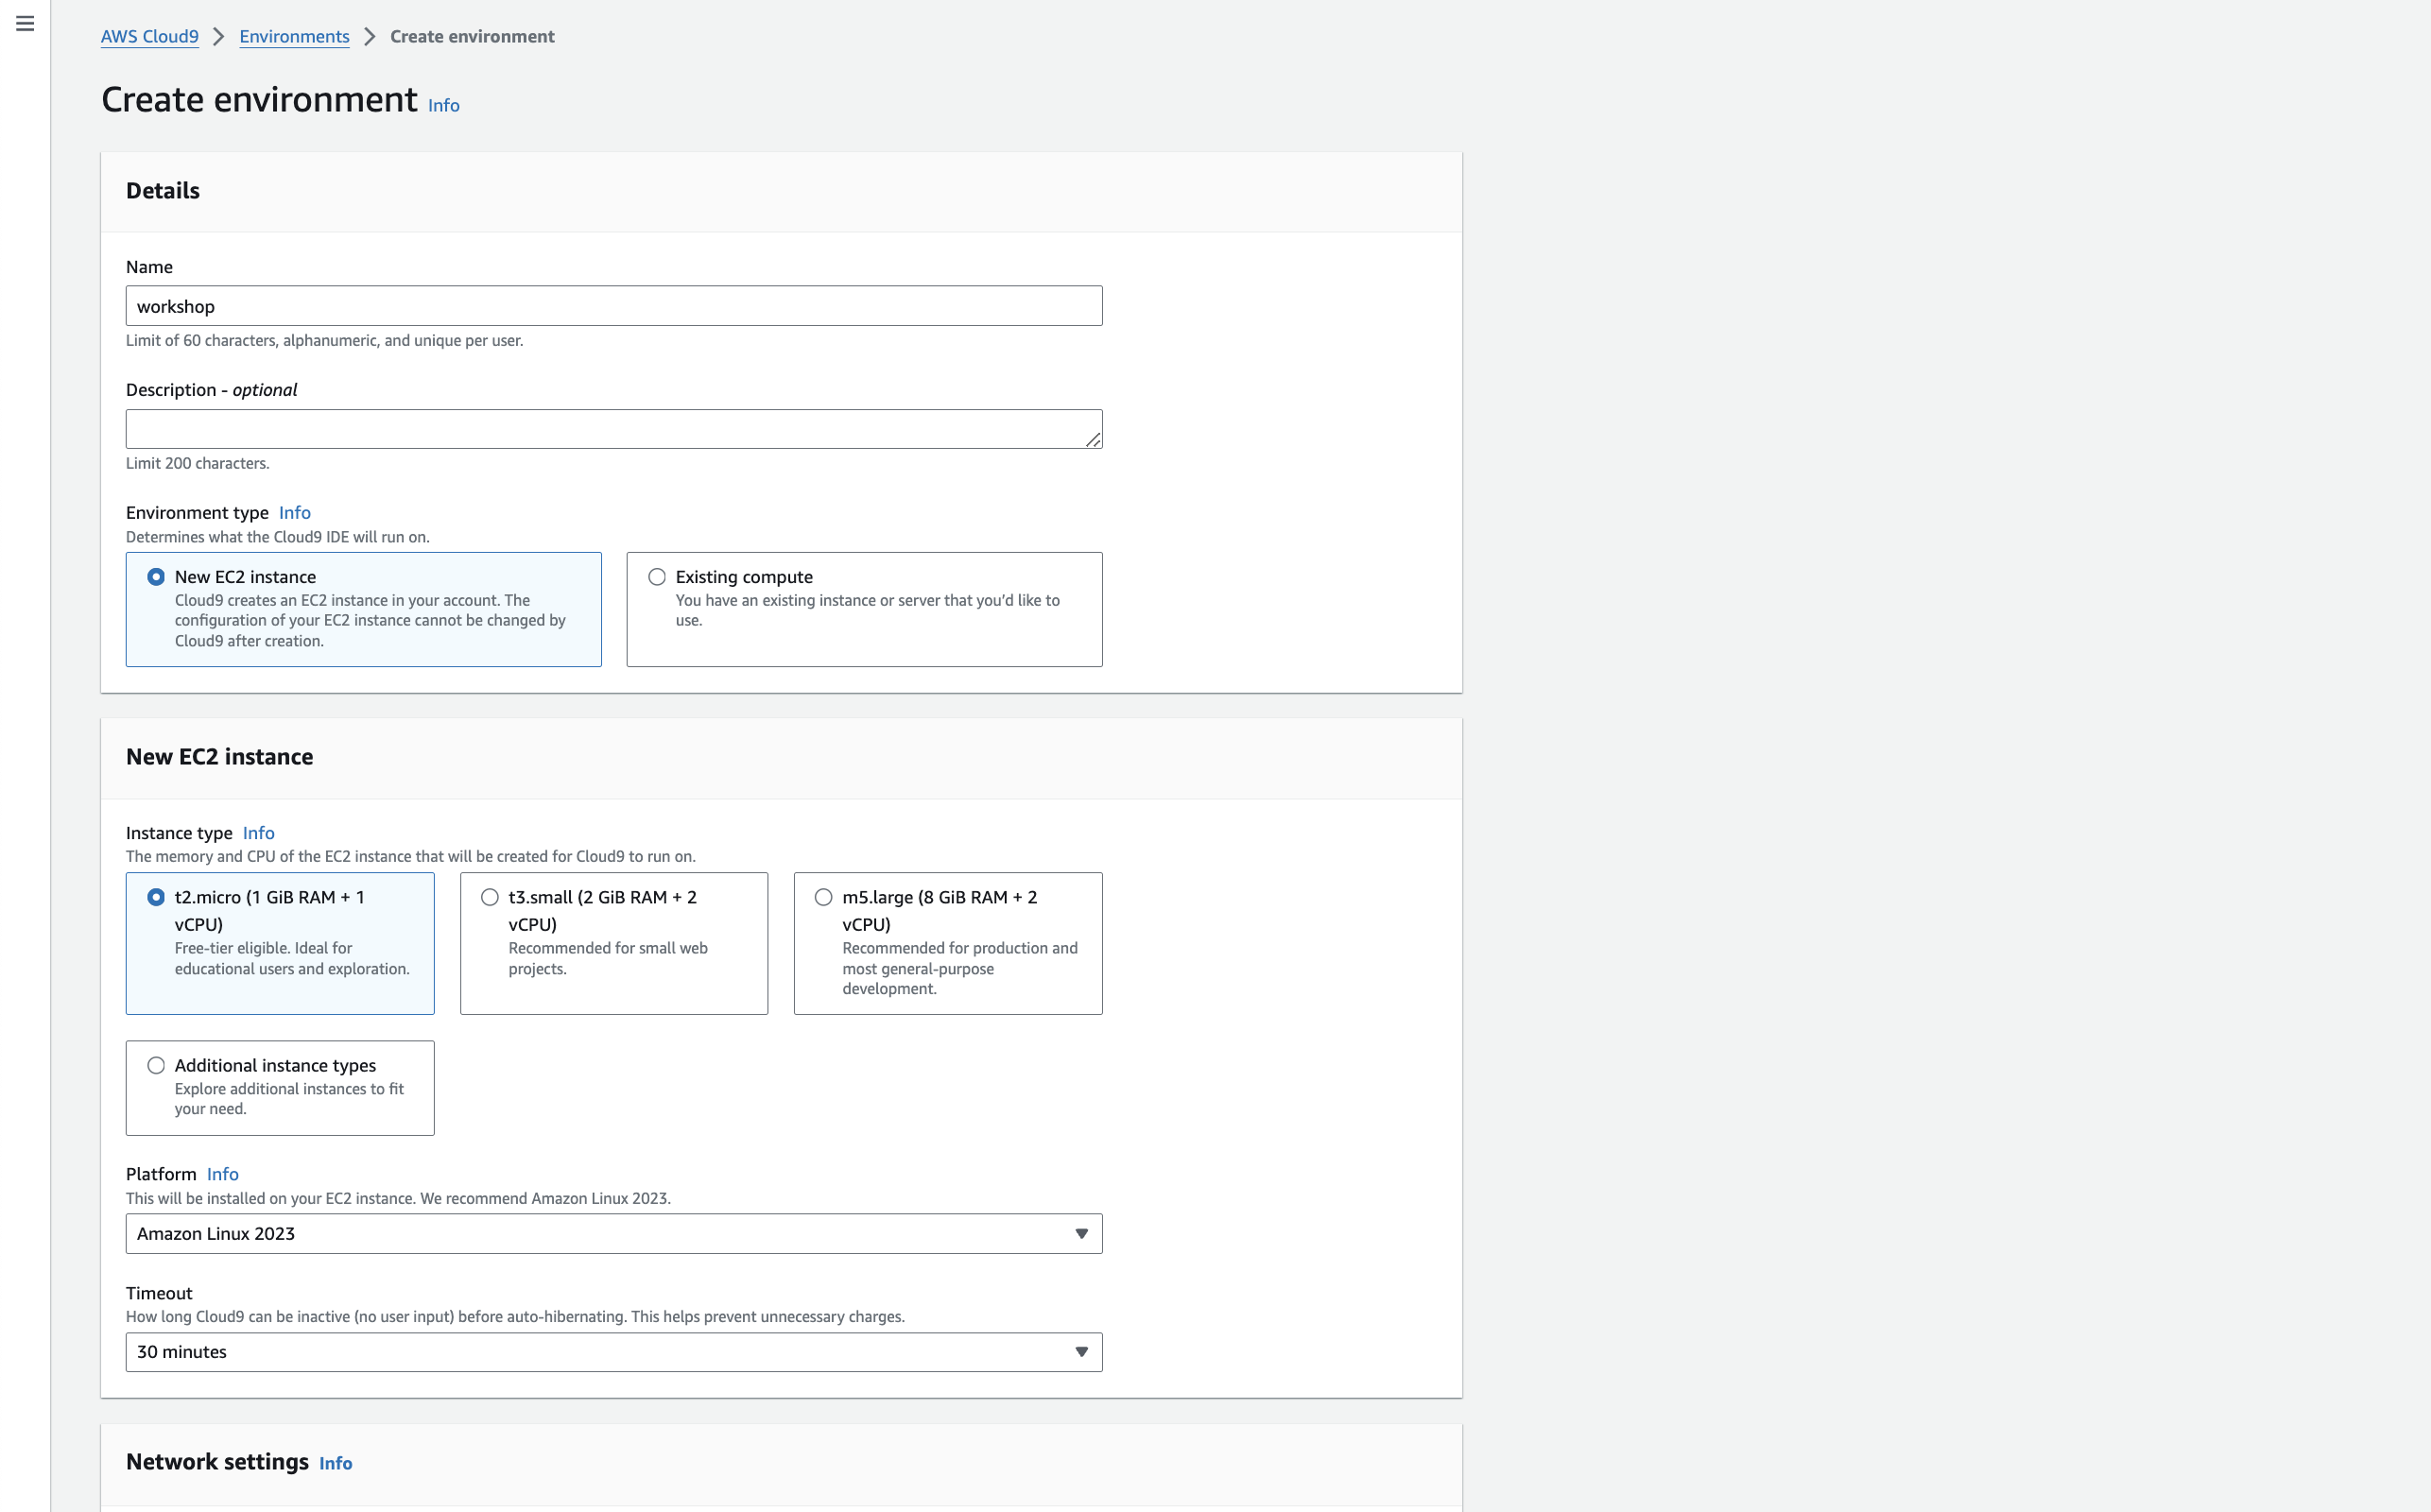 AWS Cloud9 > Environments > Create environment
Create environment Info
Details
Name
workshop
Limit of 60 characters, alphanumeric, and unique per user.
Description - optional
Limit 200 characters.
Environment type Info
Determines what the Cloud9 IDE will run on.
New EC2 instance
Cloud9 creates an EC2 instance in your account. The
configuration of your EC2 instance cannot be changed by
Cloud9 after creation.
Existing compute
You have an existing instance or server that you’d like to
use.
New EC2 instance
Instance type Info
The memory and CPU of the EC2 instance that will be created for Cloud9 to run on.
t2.micro (1 GiB RAM + 1
vCPU)
Free-tier eligible. Ideal for
educational users and exploration.
t3.small (2 GiB RAM + 2
vCPU)
Recommended for small web
projects.
m5.large (8 GiB RAM + 2
vCPU)
Recommended for production and
most general-purpose
development.
Additional instance types
Explore additional instances to fit
your need.
Platform Info
This will be installed on your EC2 instance. We recommend Amazon Linux 2023.
Amazon Linux 2023
Timeout
How long Cloud9 can be inactive (no user input) before auto-hibernating. This helps prevent unnecessary charges.
30 minutes
Network settings Info